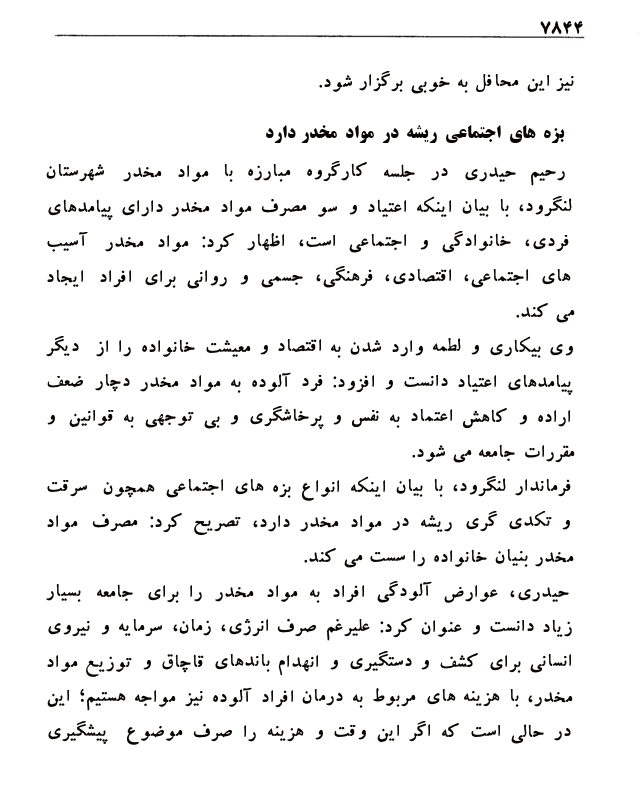 ۷۸۴۴
نیز این محافل به خوبی برگزار شود.
بزه های اجتماعی ریشه در مواد مخدر دارد
رحیم حیدری در جلسه کارگروه مبارزه با مواد مخدر شهرستان
لنگرود، با بیان اینکه اعتیاد و سو مصرف مواد مخدر دارای پیامدهای
فردی، خانوادگی و اجتماعی است، اظهار کرد: مواد مخدر آسیب
های اجتماعی، اقتصادی، فرهنگی، جسمی و روانی برای افراد ایجاد
می کند.
وی بیکاری و لطمه وارد شدن به اقتصاد و معیشت خانواده را از دیگر
پیامدهای اعتیاد دانست و افزود: فرد آلوده به مواد مخدر دچار ضعف
اراده و کاهش اعتماد به نفس و پرخاشگری و بی توجهی به قوانین و
مقررات جامعه می شود.
فرماندار لنگرود، با بیان اینکه انواع بزه های اجتماعی همچون سرقت
و تکدی گری ریشه در مواد مخدر دارد، تصریح کرد: مصرف مواد
مخدر بنیان خانواده را سست می کند.
حیدری، عوارض آلودگی افراد به مواد مخدر را برای جامعه بسیار
زیاد دانست و عنوان کرد: علیرغم صرف انرژی، زمان، سرمایه و نیروی
انسانی برای کشف و دستگیری و انهدام باندهای قاچاق و توزیع مواد
مخدر، با هزینه های مربوط به درمان افراد آلوده نیز مواجه هستیم؛ این
در حالی است که اگر این وقت و هزینه را صرف موضوع پیشگیری